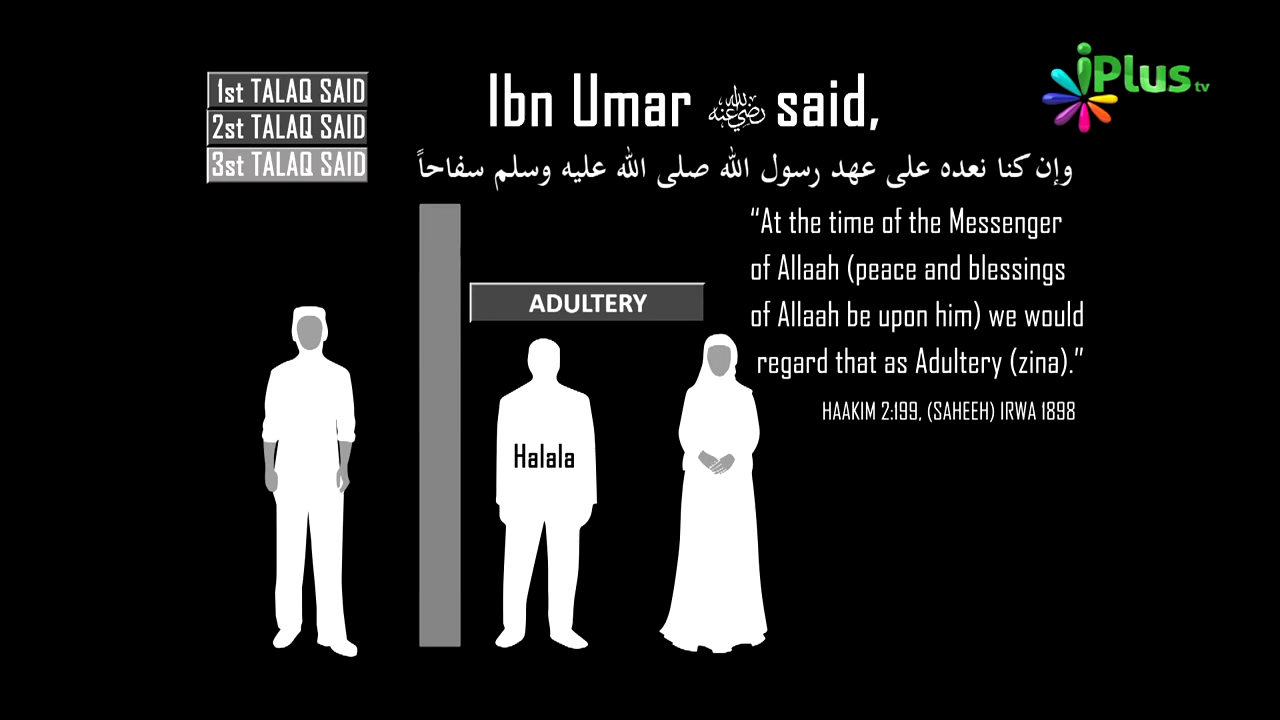 1st TALAQ SAID
2st TALAQ SAID
3st TALAQ SAID
Ibn Umar رضي الله عنه said,
iPlus tv
وإن كنا نعده على عهد رسول الله صلى الله عليه وسلم سفاحاً
“At the time of the Messenger
of Allaah (peace and blessings
of Allaah be upon him) we would
regard that as Adultery (zina).”
HAAKIM 2:199, (SAHEEH) IRWA 1898
ADULTERY
Halala